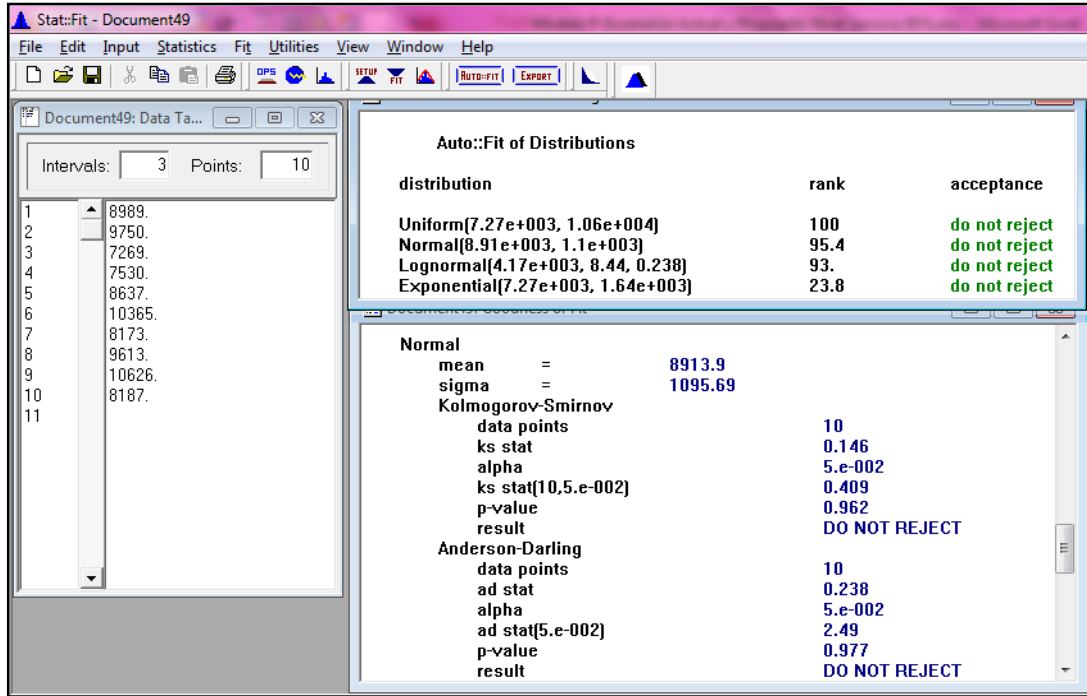 Stat::Fit - Document49
File Edit Input Statistics Fit Utilities View Window Help
OPS SETUP FIT AUTO::FIT EXPORT
Document49: Data Ta...
Intervals: 3 Points: 10
1 8989.
2 9750.
3 7269.
4 7530.
5 8637.
6 10365.
7 8173.
8 9613.
9 10626.
10 8187.
11
Auto::Fit of Distributions
distribution rank acceptance
Uniform(7.27e+003, 1.06e+004) 100 do not reject
Normal(8.91e+003, 1.1e+003) 95.4 do not reject
Lognormal(4.17e+003, 8.44, 0.238) 93. do not reject
Exponential(7.27e+003, 1.64e+003) 23.8 do not reject
Normal
mean = 8913.9
sigma = 1095.69
Kolmogorov-Smirnov
data points 10
ks stat 0.146
alpha 5.e-002
ks stat(10,5.e-002) 0.409
p-value 0.962
result DO NOT REJECT
Anderson-Darling
data points 10
ad stat 0.238
alpha 5.e-002
ad stat(5.e-002) 2.49
p-value 0.977
result DO NOT REJECT